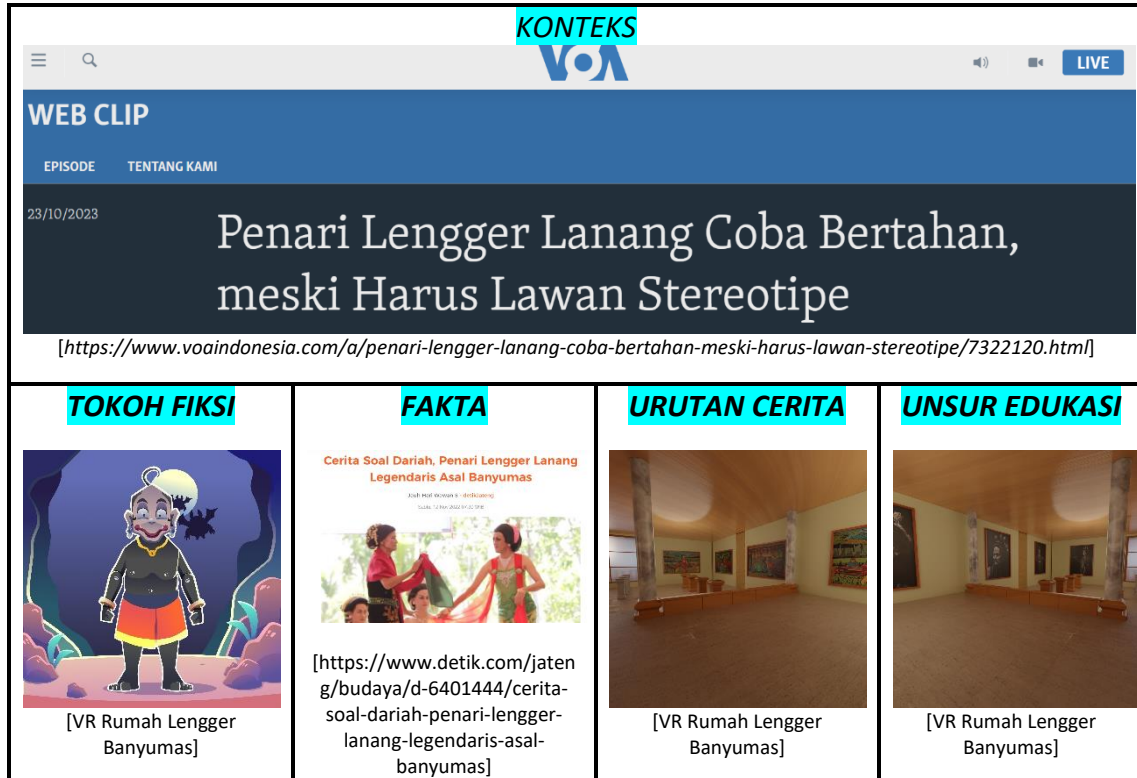 KONTEKS
VOA
LIVE
WEB CLIP
EPISODE TENTANG KAMI
23/10/2023
Penari Lengger Lanang Coba Bertahan,
meski Harus Lawan Stereotipe
[https://www.voaindonesia.com/a/penari-lengger-lanang-coba-bertahan-meski-harus-lawan-stereotipe/7322120.html]
TOKOH FIKSI
[VR Rumah Lengger
Banyumas]
FAKTA
Cerita Soal Dariah, Penari Lengger Lanang
Legendaris Asal Banyumas
[https://www.detik.com/jaten
g/budaya/d-6401444/cerita-
soal-dariah-penari-lengger-
lanang-legendaris-asal-
banyumas]
URUTAN CERITA
[VR Rumah Lengger
Banyumas]
UNSUR EDUKASI
[VR Rumah Lengger
Banyumas]